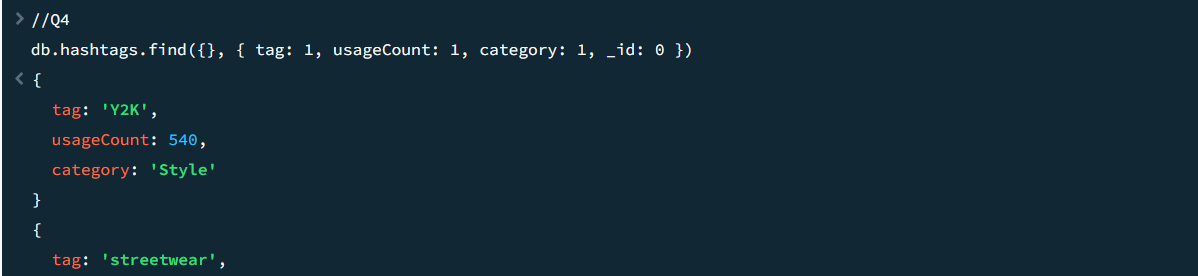 > //Q4
db.hashtags.find({}, { tag: 1, usageCount: 1, category: 1, _id: 0 })
< {
tag: 'Y2K',
usageCount: 540,
category: 'Style'
}
{
tag: 'streetwear',